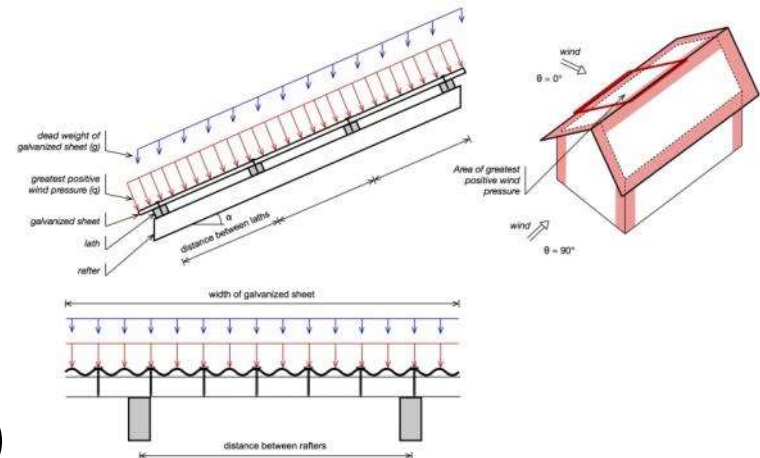 dead weight of
galvanized sheet (g)
greatest positive
wind pressure (q)
galvanized sheet
lath
rafter
α
distance between laths
wind
θ = 0°
Area of greatest
positive wind
pressure
wind
θ = 90°
width of galvanized sheet
distance between rafters
)